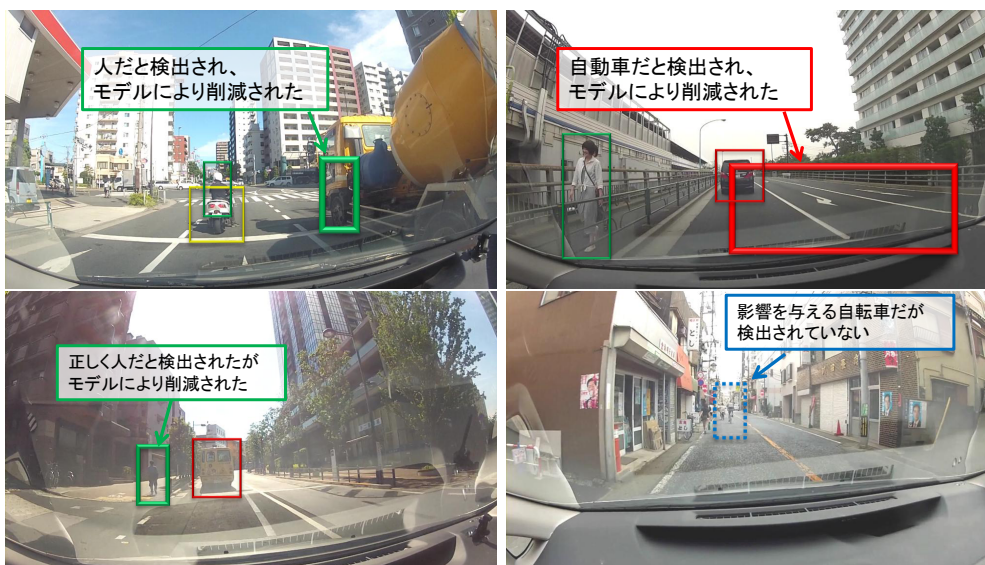 人だと検出され、
モデルにより削減された
自動車だと検出され、
モデルにより削減された
正しく人だと検出されたが
モデルにより削減された
影響を与える自転車だが
検出されていない